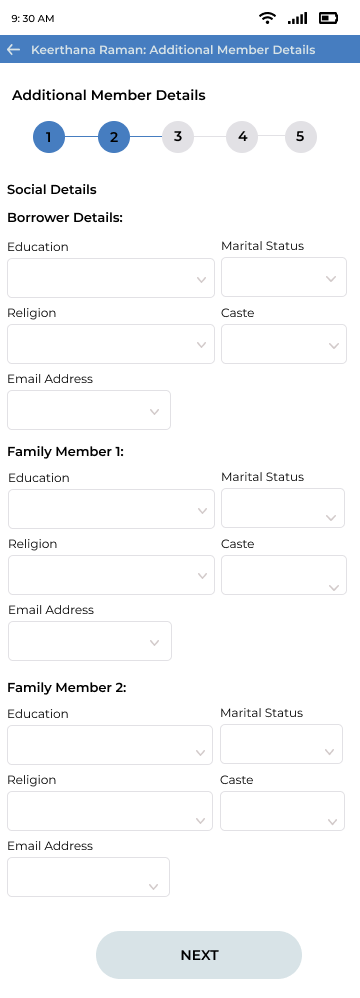 9: 30 AM
Keerthana Raman: Additional Member Details
Additional Member Details
1 2 3 4 5
Social Details
Borrower Details:
Education Marital Status
Religion Caste
Email Address
Family Member 1:
Education Marital Status
Religion Caste
Email Address
Family Member 2:
Education Marital Status
Religion Caste
Email Address
NEXT